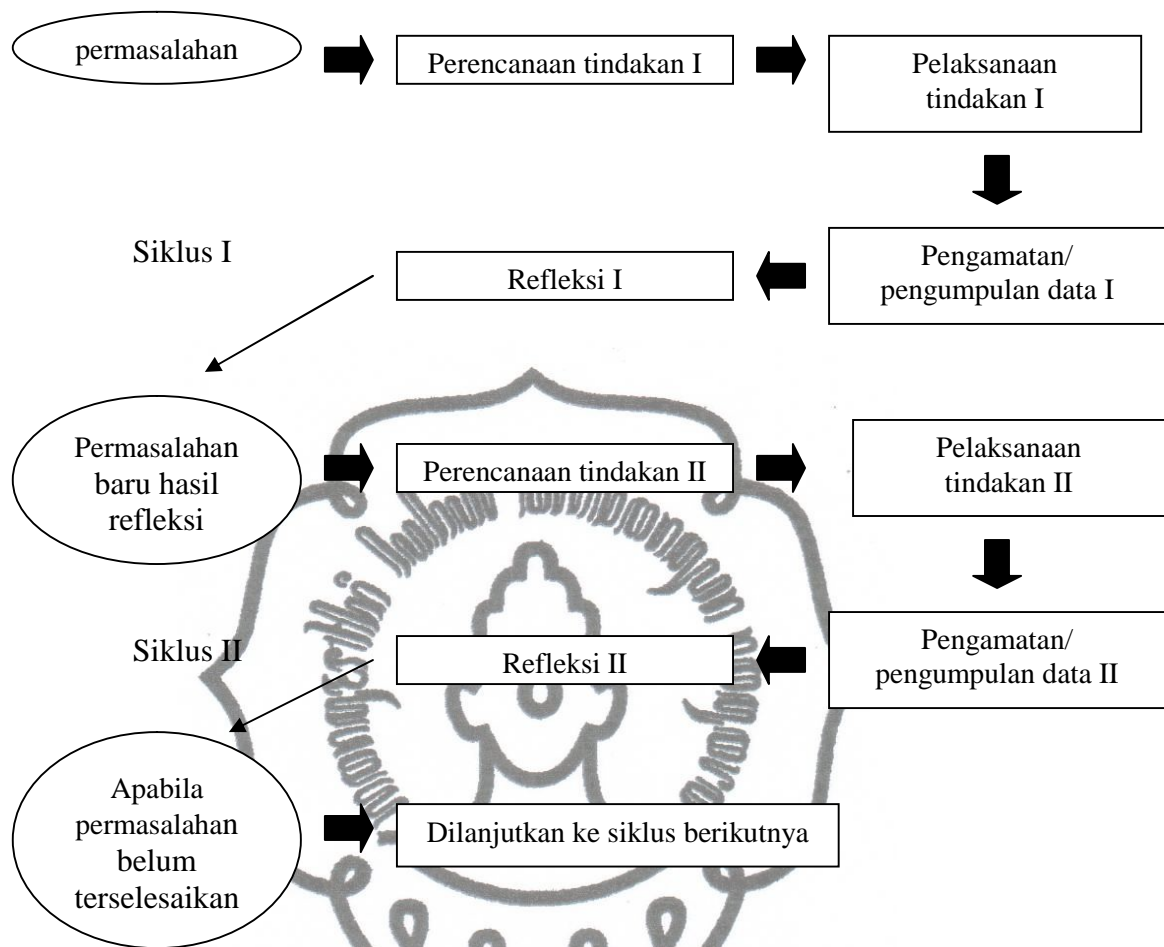 permasalahan
Perencanaan tindakan I
Pelaksanaan
tindakan I
Siklus I
Refleksi I
Pengamatan/
pengumpulan data I
Permasalahan
baru hasil
refleksi
Perencanaan tindakan II
Pelaksanaan
tindakan II
Siklus II
Refleksi II
Pengamatan/
pengumpulan data II
Apabila
permasalahan
belum
terselesaikan
Dilanjutkan ke siklus berikutnya